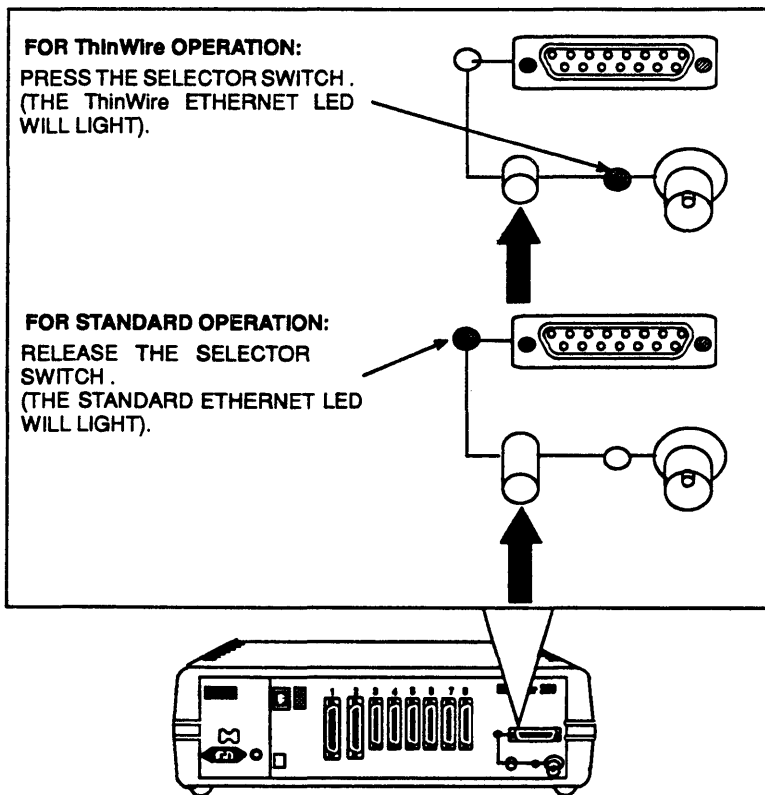 FOR ThinWire OPERATION:
PRESS THE SELECTOR SWITCH .
(THE ThinWire ETHERNET LED
WILL LIGHT).
FOR STANDARD OPERATION:
RELEASE THE SELECTOR
SWITCH .
(THE STANDARD ETHERNET LED
WILL LIGHT).
1 2 3 4 5 6 7 8